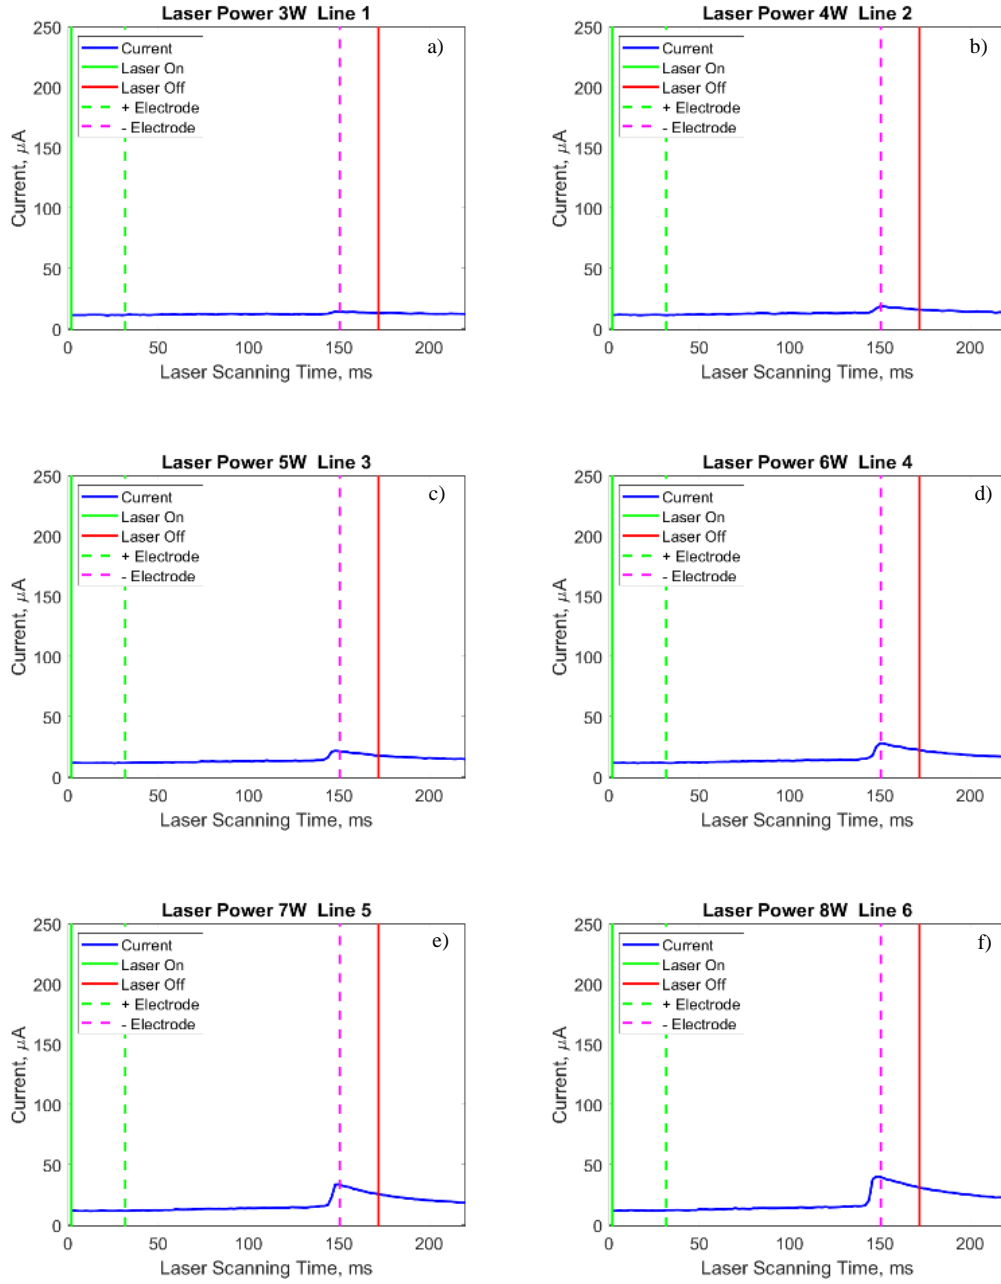 Laser Power 3W Line 1
a)
250
200
150
100
50
0
Current, μA
Current
Laser On
Laser Off
+ Electrode
- Electrode
0 50 100 150 200
Laser Scanning Time, ms
Laser Power 4W Line 2
b)
250
200
150
100
50
0
Current, μA
Current
Laser On
Laser Off
+ Electrode
- Electrode
0 50 100 150 200
Laser Scanning Time, ms
Laser Power 5W Line 3
c)
250
200
150
100
50
0
Current, μA
Current
Laser On
Laser Off
+ Electrode
- Electrode
0 50 100 150 200
Laser Scanning Time, ms
Laser Power 6W Line 4
d)
250
200
150
100
50
0
Current, μA
Current
Laser On
Laser Off
+ Electrode
- Electrode
0 50 100 150 200
Laser Scanning Time, ms
Laser Power 7W Line 5
e)
250
200
150
100
50
0
Current, μA
Current
Laser On
Laser Off
+ Electrode
- Electrode
0 50 100 150 200
Laser Scanning Time, ms
Laser Power 8W Line 6
f)
250
200
150
100
50
0
Current, μA
Current
Laser On
Laser Off
+ Electrode
- Electrode
0 50 100 150 200
Laser Scanning Time, ms